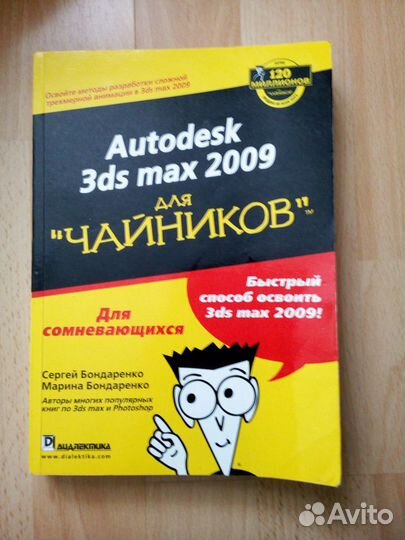 Освойте методы разработки сложной
трехмерной анимации в 3ds max 2009
120
МИЛЛИОНОВ
Autodesk
3ds max 2009
для
"ЧАЙНИКОВ"™
Быстрый
способ освоить
3ds max 2009!
Для
сомневающихся
Сергей Бондаренко
Марина Бондаренко
Авторы многих популярных
книг по 3ds max и Photoshop
ДИАЛЕКТИКА
www.dialektika.com
Avito